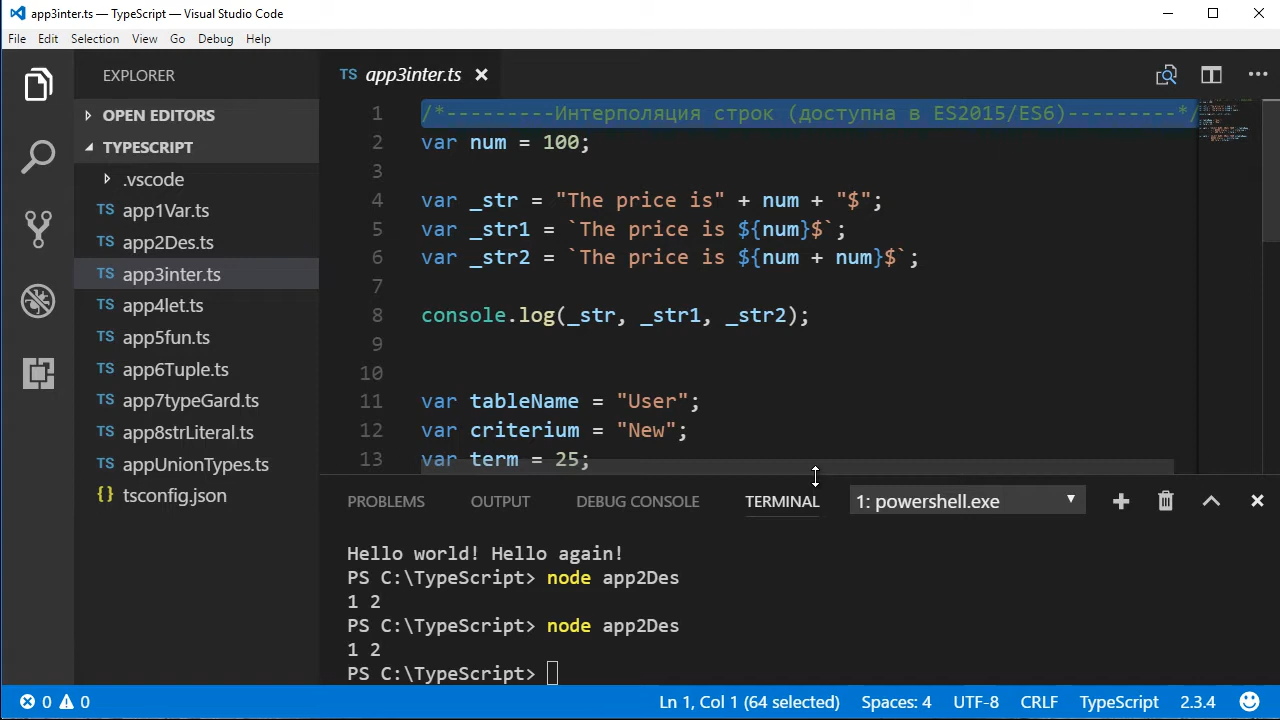 app3inter.ts — TypeScript — Visual Studio Code
File Edit Selection View Go Debug Help
EXPLORER
OPEN EDITORS
TYPESCRIPT
.vscode
TS app1Var.ts
TS app2Des.ts
TS app3inter.ts
TS app4let.ts
TS app5fun.ts
TS app6Tuple.ts
TS app7typeGard.ts
TS app8strLiteral.ts
TS appUnionTypes.ts
{} tsconfig.json
TS app3inter.ts
1 /*---------Интерполяция строк (доступна в ES2015/ES6)---------*/
2 var num = 100;
3
4 var _str = "The price is" + num + "$";
5 var _str1 = `The price is ${num}$`;
6 var _str2 = `The price is ${num + num}$`;
7
8 console.log(_str, _str1, _str2);
9
10
11 var tableName = "User";
12 var criterium = "New";
13 var term = 25;
PROBLEMS OUTPUT DEBUG CONSOLE TERMINAL 1: powershell.exe
Hello world! Hello again!
PS C:\TypeScript> node app2Des
1 2
PS C:\TypeScript> node app2Des
1 2
PS C:\TypeScript>
0 0 Ln 1, Col 1 (64 selected) Spaces: 4 UTF-8 CRLF TypeScript 2.3.4